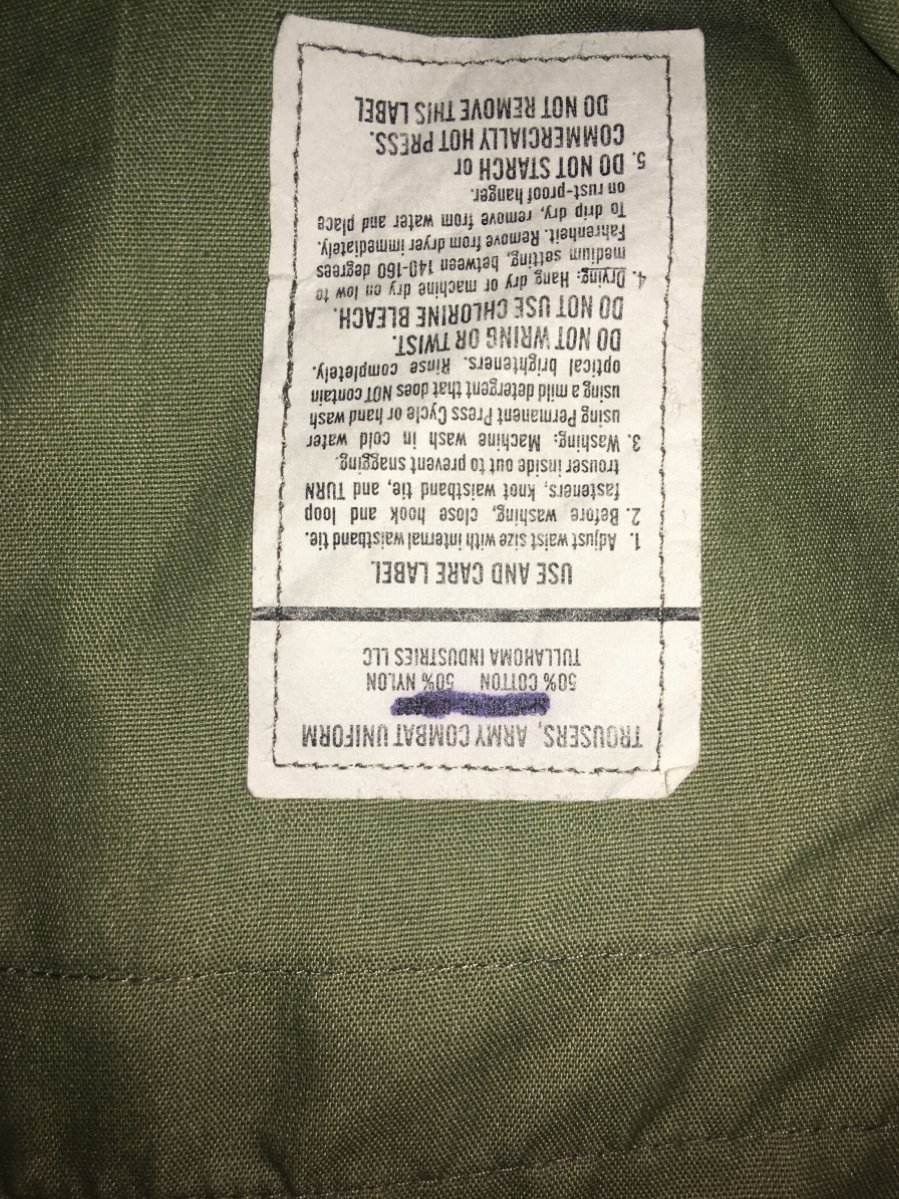 TROUSERS, ARMY COMBAT UNIFORM
50% COTTON 50% NYLON
TULLAHOMA INDUSTRIES LLC
USE AND CARE LABEL
1. Adjust waist size with internal waistband tie.
2. Before washing, close hook and loop
fasteners, knot waistband tie, and TURN
trouser inside out to prevent snagging.
3. Washing: Machine wash in cold water
using Permanent Press Cycle or hand wash
using a mild detergent that does NOT contain
optical brighteners. Rinse completely.
DO NOT WRING OR TWIST.
DO NOT USE CHLORINE BLEACH.
4. Drying: Hang dry or machine dry on low to
medium setting, between 140-160 degrees
Fahrenheit. Remove from dryer immediately.
To drip dry, remove from water and place
on rust-proof hanger.
5. DO NOT STARCH or
COMMERCIALLY HOT PRESS.
DO NOT REMOVE THIS LABEL